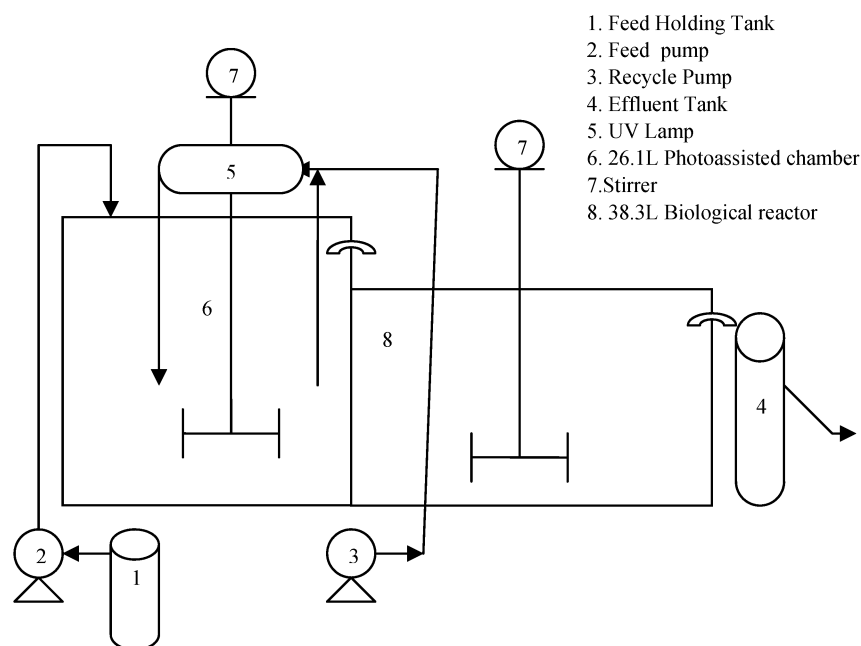 1. Feed Holding Tank
2. Feed pump
3. Recycle Pump
4. Effluent Tank
5. UV Lamp
6. 26.1L Photoassisted chamber
7.Stirrer
8. 38.3L Biological reactor
7
7
5
6
8
4
2
1
3